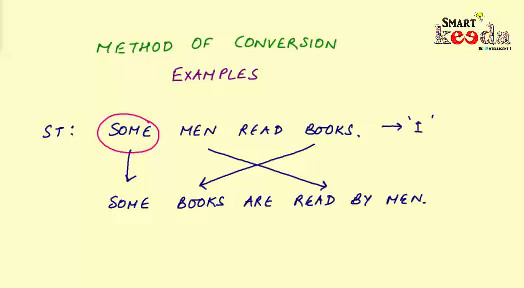 SMART
Keeda
METHOD OF CONVERSION
EXAMPLES
ST: SOME MEN READ BOOKS. → 'I'
SOME BOOKS ARE READ BY MEN.